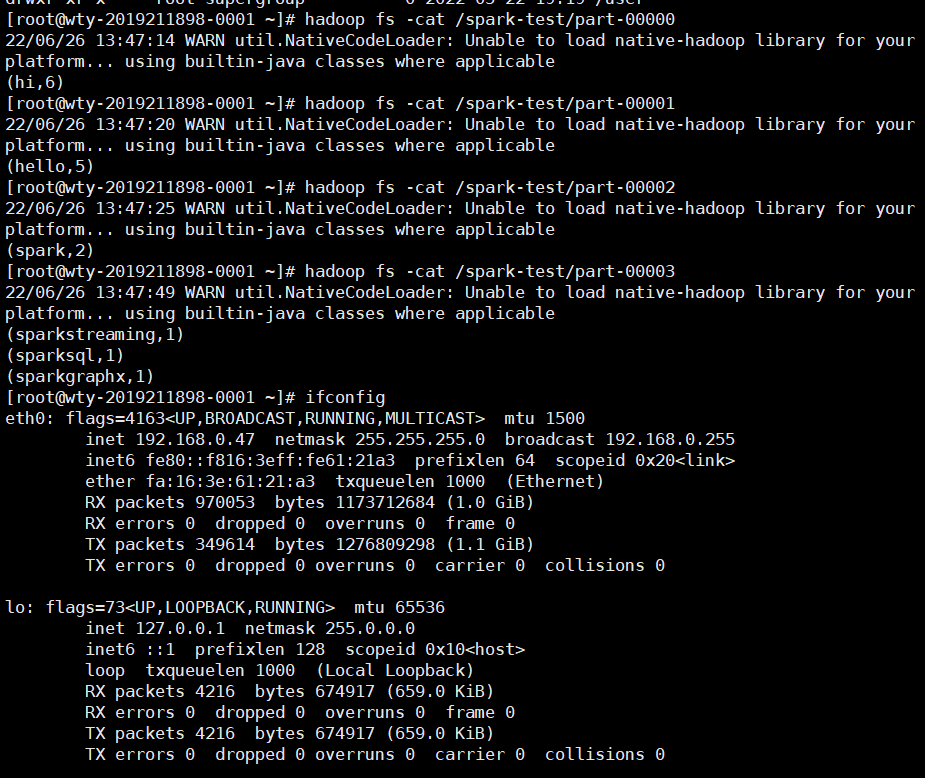 [root@wty-2019211898-0001 ~]# hadoop fs -cat /spark-test/part-00000
22/06/26 13:47:14 WARN util.NativeCodeLoader: Unable to load native-hadoop library for your
platform... using builtin-java classes where applicable
(hi,6)
[root@wty-2019211898-0001 ~]# hadoop fs -cat /spark-test/part-00001
22/06/26 13:47:20 WARN util.NativeCodeLoader: Unable to load native-hadoop library for your
platform... using builtin-java classes where applicable
(hello,5)
[root@wty-2019211898-0001 ~]# hadoop fs -cat /spark-test/part-00002
22/06/26 13:47:25 WARN util.NativeCodeLoader: Unable to load native-hadoop library for your
platform... using builtin-java classes where applicable
(spark,2)
[root@wty-2019211898-0001 ~]# hadoop fs -cat /spark-test/part-00003
22/06/26 13:47:49 WARN util.NativeCodeLoader: Unable to load native-hadoop library for your
platform... using builtin-java classes where applicable
(sparkstreaming,1)
(sparksql,1)
(sparkgraphx,1)
[root@wty-2019211898-0001 ~]# ifconfig
eth0: flags=4163<UP,BROADCAST,RUNNING,MULTICAST>  mtu 1500
        inet 192.168.0.47  netmask 255.255.255.0  broadcast 192.168.0.255
        inet6 fe80::f816:3eff:fe61:21a3  prefixlen 64  scopeid 0x20<link>
        ether fa:16:3e:61:21:a3  txqueuelen 1000  (Ethernet)
        RX packets 970053  bytes 1173712684 (1.0 GiB)
        RX errors 0  dropped 0  overruns 0  frame 0
        TX packets 349614  bytes 1276809298 (1.1 GiB)
        TX errors 0  dropped 0 overruns 0  carrier 0  collisions 0

lo: flags=73<UP,LOOPBACK,RUNNING>  mtu 65536
        inet 127.0.0.1  netmask 255.0.0.0
        inet6 ::1  prefixlen 128  scopeid 0x10<host>
        loop  txqueuelen 1000  (Local Loopback)
        RX packets 4216  bytes 674917 (659.0 KiB)
        RX errors 0  dropped 0  overruns 0  frame 0
        TX packets 4216  bytes 674917 (659.0 KiB)
        TX errors 0  dropped 0 overruns 0  carrier 0  collisions 0